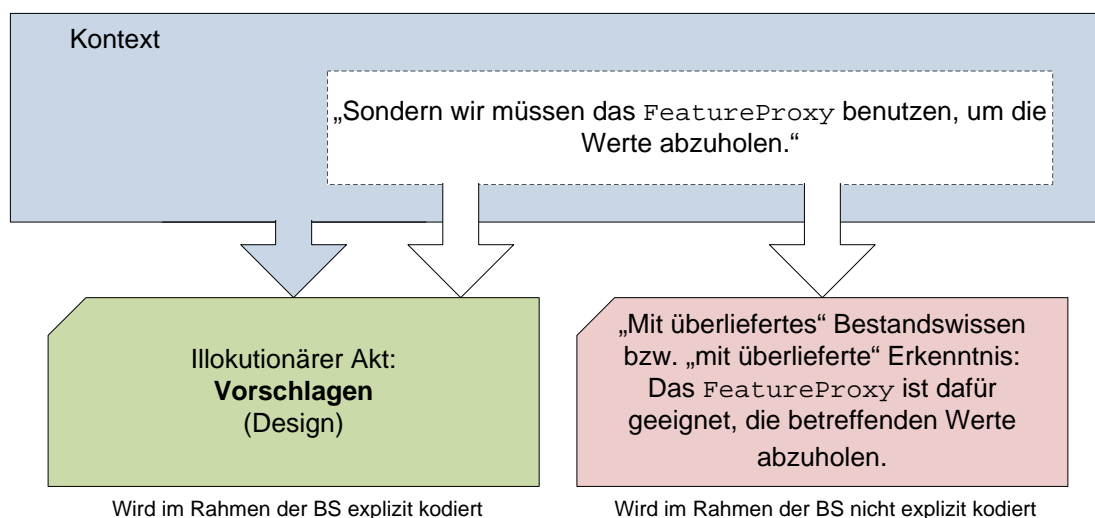 Kontext
„Sondern wir müssen das FeatureProxy benutzen, um die
Werte abzuholen.“
Illokutionärer Akt:
Vorschlagen
(Design)
„Mit überliefertes“ Bestandswissen
bzw. „mit überlieferte“ Erkenntnis:
Das FeatureProxy ist dafür
geeignet, die betreffenden Werte
abzuholen.
Wird im Rahmen der BS explizit kodiert
Wird im Rahmen der BS nicht explizit kodiert